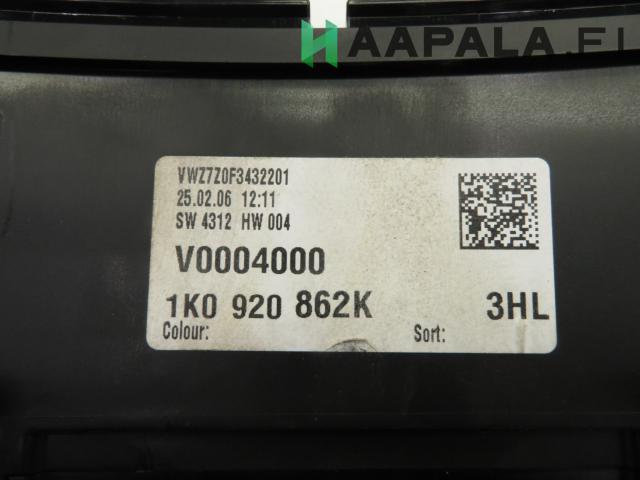 HAAPALA.FI
VWZ7Z0F3432201
25.02.06 12:11
SW 4312 HW 004
V0004000
1K0 920 862K 3HL
Colour: Sort: